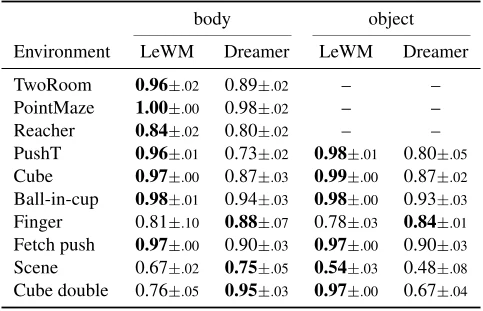 body object
Environment LeWM Dreamer LeWM Dreamer
TwoRoom 0.96±.02 0.89±.02 – –
PointMaze 1.00±.00 0.98±.02 – –
Reacher 0.84±.02 0.80±.02 – –
PushT 0.96±.01 0.73±.02 0.98±.01 0.80±.05
Cube 0.97±.00 0.87±.03 0.99±.00 0.87±.02
Ball-in-cup 0.98±.01 0.94±.03 0.98±.00 0.93±.03
Finger 0.81±.10 0.88±.07 0.78±.03 0.84±.01
Fetch push 0.97±.00 0.90±.03 0.97±.00 0.90±.03
Scene 0.67±.02 0.75±.05 0.54±.03 0.48±.08
Cube double 0.76±.05 0.95±.03 0.97±.00 0.67±.04